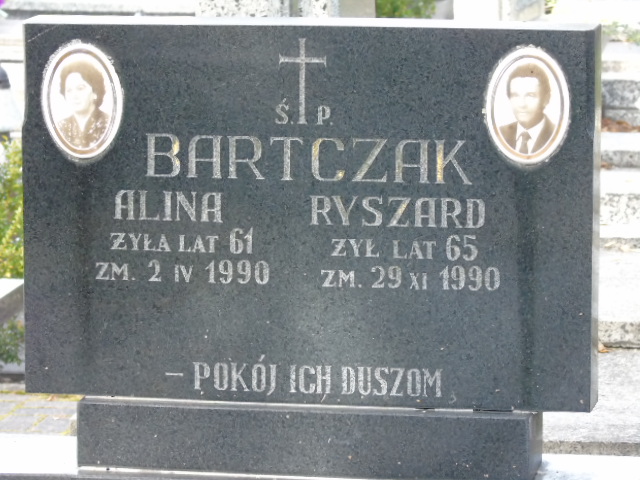 Ś. P.
BARTCZAK
ALINA RYSZARD
ŻYŁA LAT 61 ŻYŁ LAT 65
ZM. 2 IV 1990 ZM. 29 XI 1990
- POKÓJ ICH DUSZOM